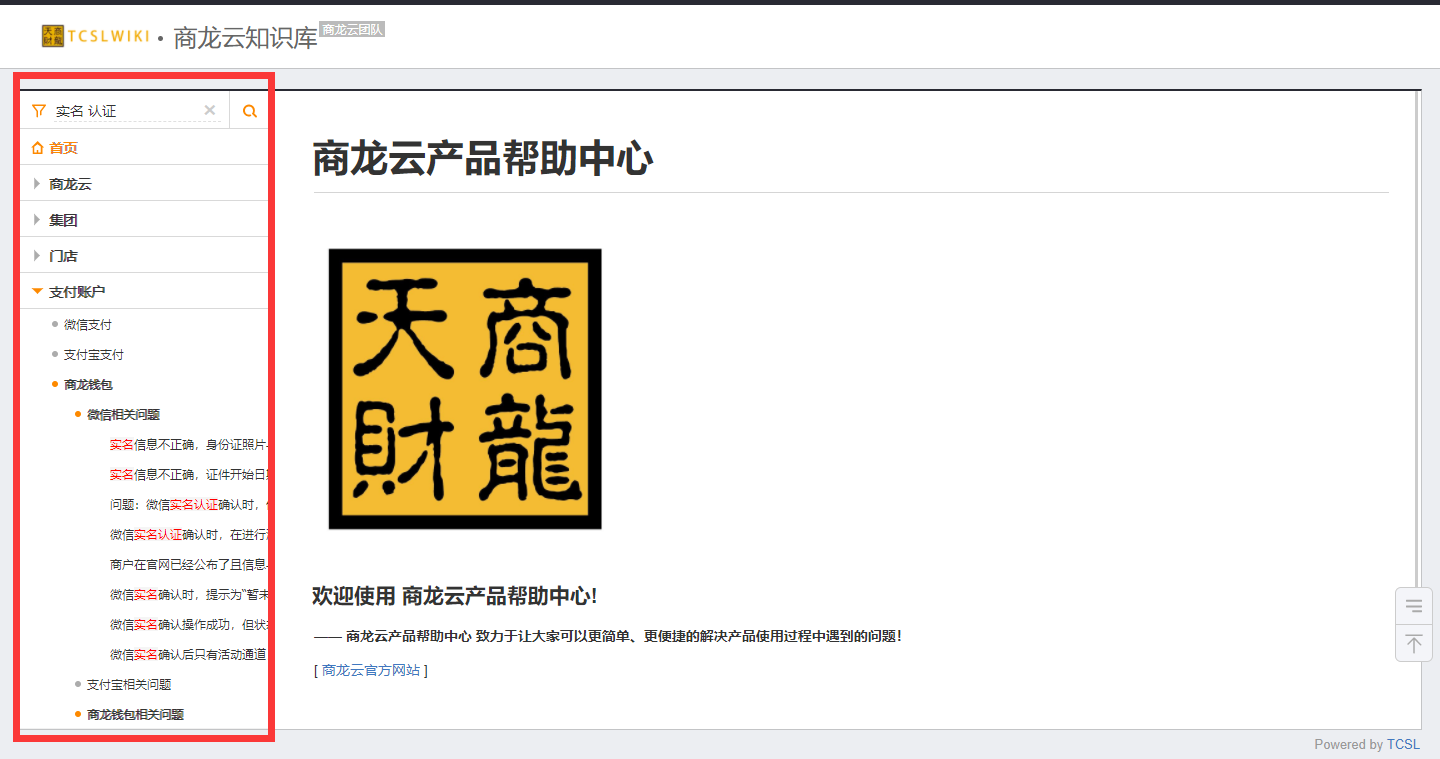 天商
财龍
TCSLWIKI • 商龙云知识库 商龙云团队
实名 认证
首页
商龙云
集团
门店
支付账户
微信支付
支付宝支付
商龙钱包
微信相关问题
实名信息不正确，身份证照片
实名信息不正确，证件开始日
问题：微信实名认证确认时，
微信实名认证确认时，在进行
商户在官网已经公布了且信息
微信实名确认时，提示为“暂未
微信实名确认操作成功，但状
微信实名确认后只有活动通道
支付宝相关问题
商龙钱包相关问题
商龙云产品帮助中心
天商
財龍
欢迎使用 商龙云产品帮助中心!
—— 商龙云产品帮助中心 致力于让大家可以更简单、更便捷的解决产品使用过程中遇到的问题！
[ 商龙云官方网站 ]
Powered by TCSL